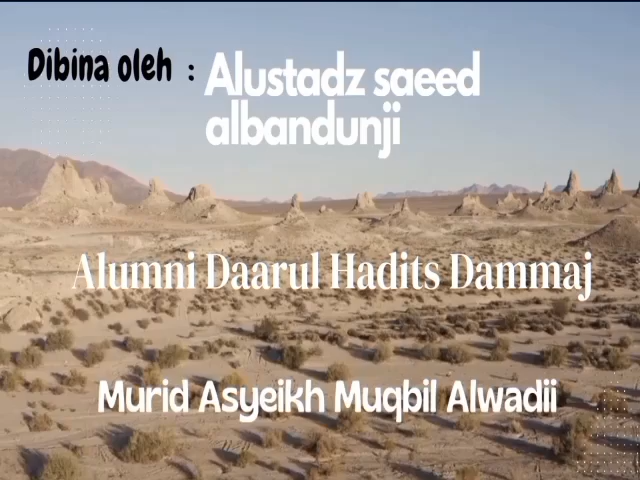 Dibina oleh : Alustadz saeed
albandunji
Alumni Daarul Hadits Dammaj
Murid Asyeikh Muqbil Alwadii